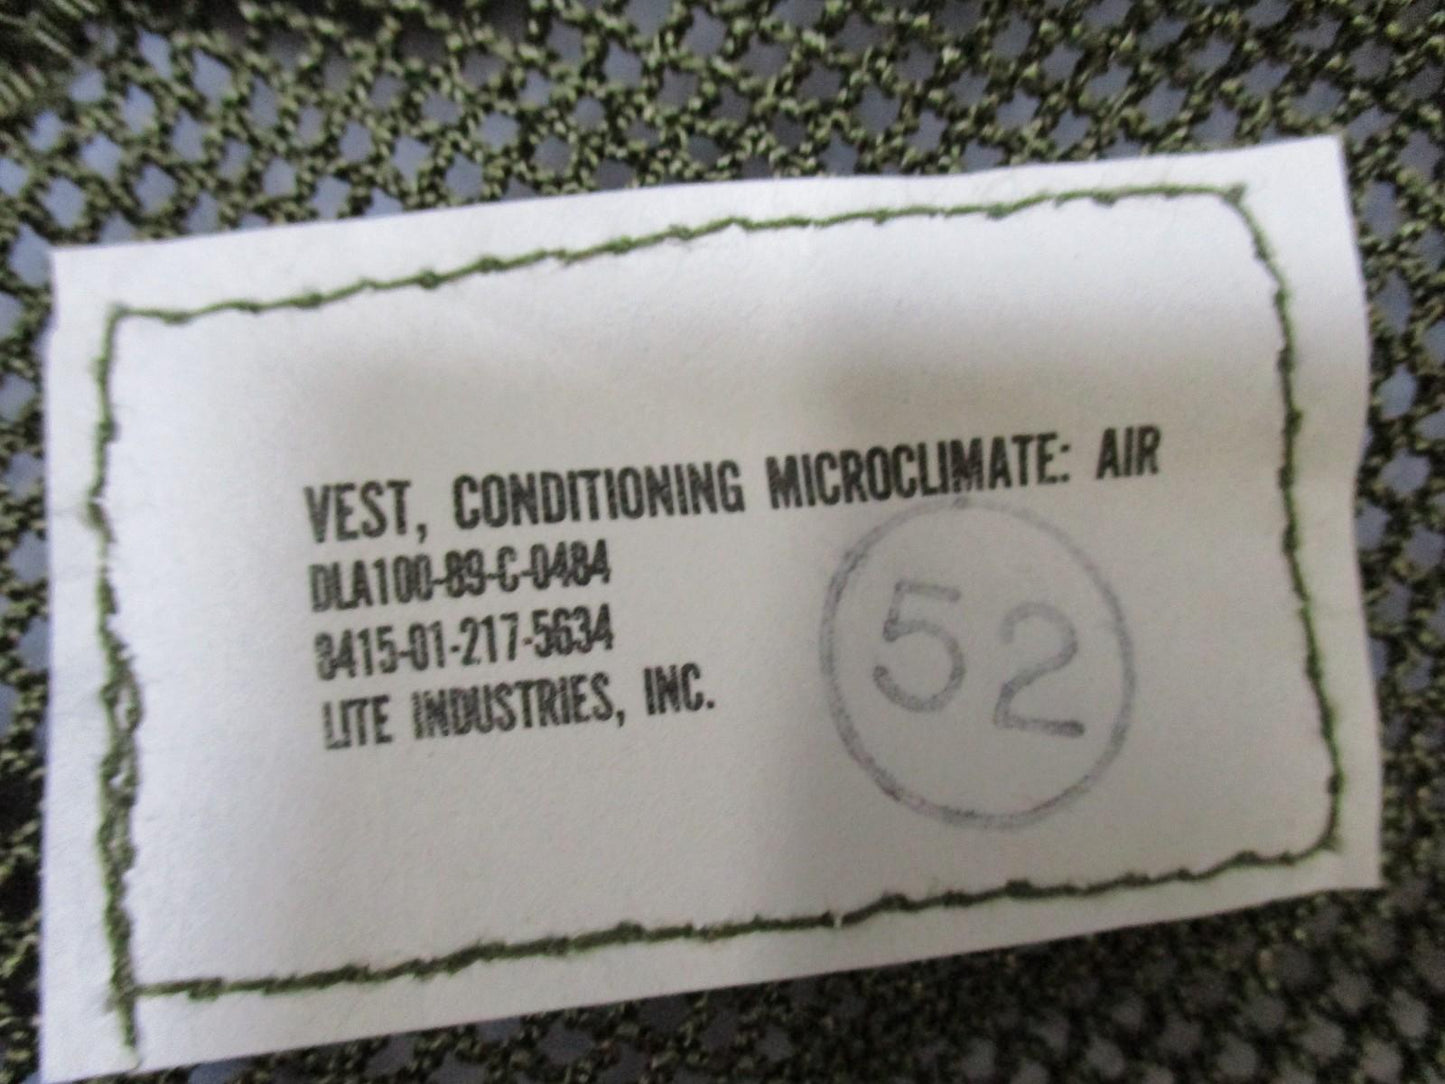 VEST, CONDITIONING MICROCLIMATE: AIR
DLA100-89-C-0484
8415-01-217-5634
LITE INDUSTRIES, INC.
52